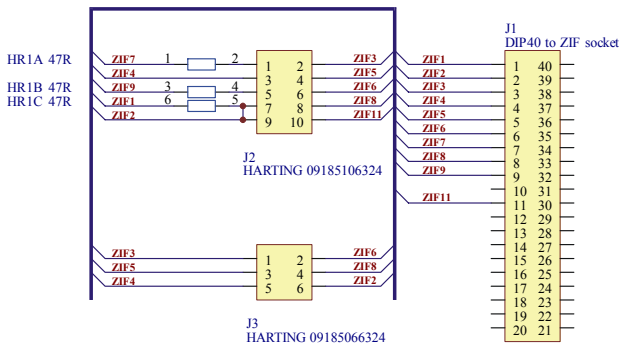 J1
DIP40 to ZIF socket
HR1A 47R ZIF7 1 2 1 2 ZIF3 ZIF1 1 40
ZIF4 3 4 ZIF5 ZIF2 2 39
HR1B 47R ZIF9 3 4 5 6 ZIF6 ZIF3 3 38
HR1C 47R ZIF1 6 5 7 8 ZIF8 ZIF4 4 37
ZIF2 9 10 ZIF11 ZIF5 5 36
ZIF6 6 35
ZIF7 7 34
J2 ZIF8 8 33
HARTING 09185106324 ZIF9 9 32
10 31
ZIF11 11 30
12 29
13 28
ZIF3 1 2 ZIF6 14 27
ZIF5 3 4 ZIF8 15 26
ZIF4 5 6 ZIF2 16 25
17 24
18 23
J3 19 22
HARTING 09185066324 20 21